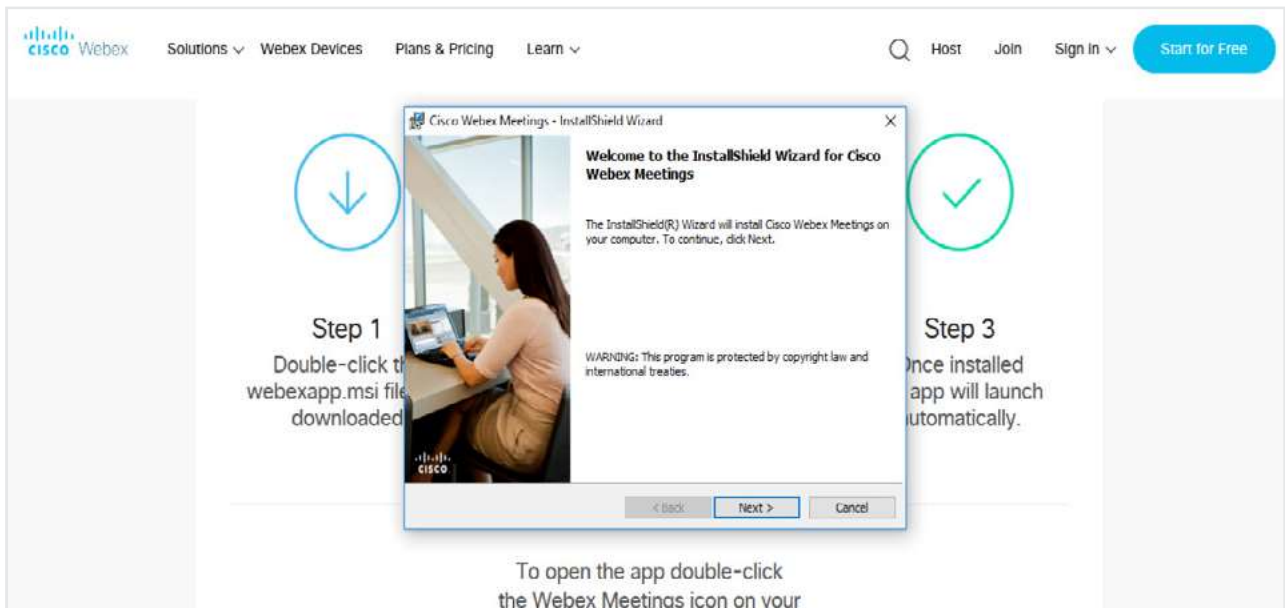 CISCO Webex
Solutions
Webex Devices
Plans & Pricing
Learn
Host
Join
Sign in
Start for Free
Cisco Webex Meetings - InstallShield Wizard
Welcome to the InstallShield Wizard for Cisco
Webex Meetings
The InstallShield(R) Wizard will install Cisco Webex Meetings on
your computer. To continue, click Next.
WARNING: This program is protected by copyright law and
international treaties.
CISCO
< Back
Next >
Cancel
Step 1
Double-click
webexapp.msi
downloaded
Step 3
installed
app will launch
To open the app double-click
the Webex Meetings icon on your